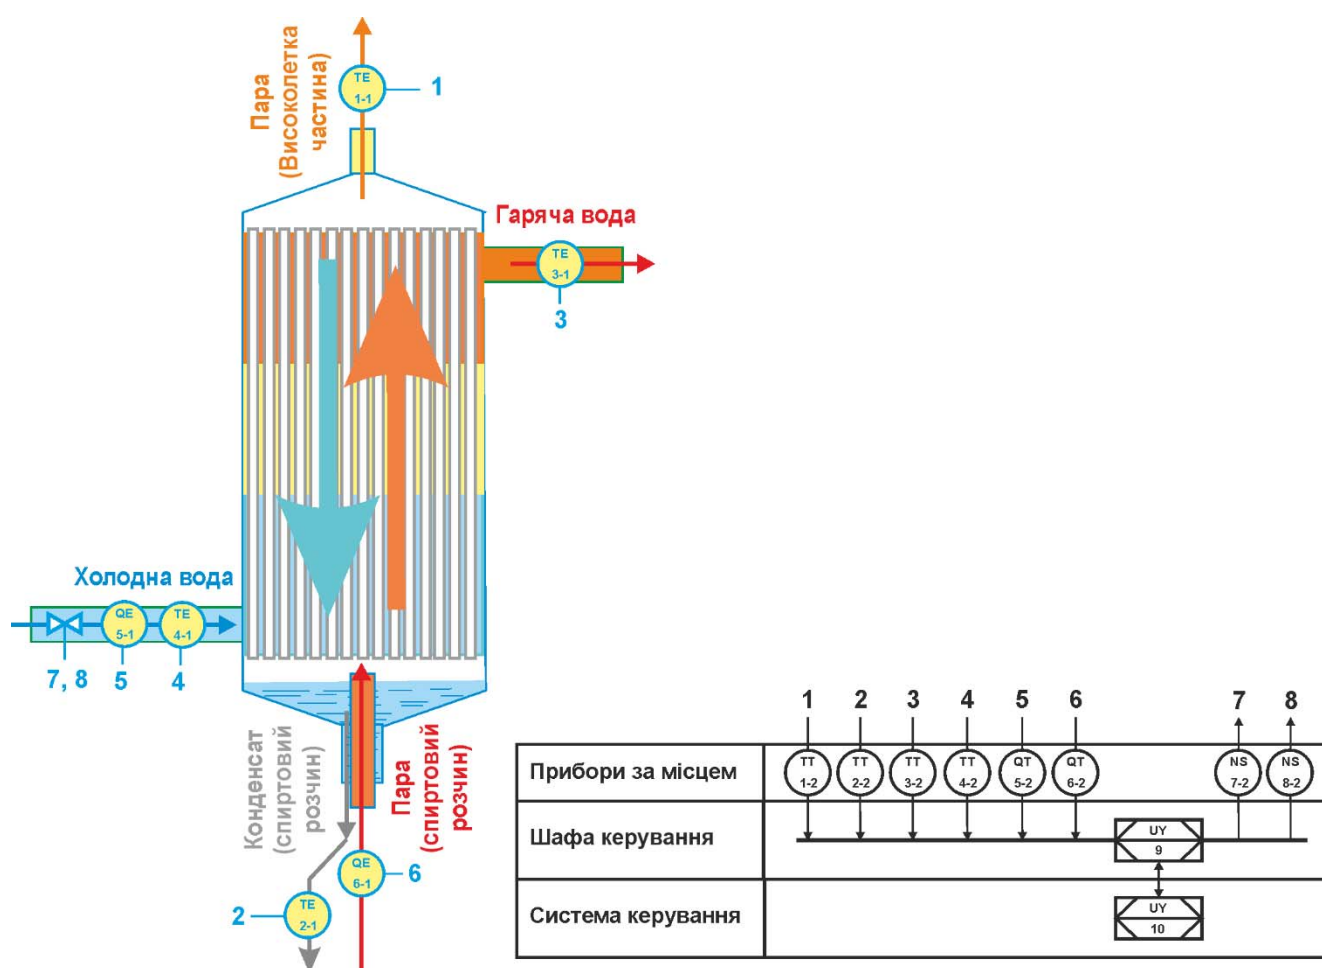 Пара
(Високолетка
частина)
TE
1-1
1
Гаряча вода
TE
3-1
3
Холодна вода
QE
5-1
TE
4-1
7, 8
5
4
Конденсат
(спиртовий
розчин)
Пара
(спиртовий
розчин)
QE
6-1
6
2
TE
2-1
1 2 3 4 5 6 7 8
Прибори за місцем
TT TT TT TT QT QT NS NS
1-2 2-2 3-2 4-2 5-2 6-2 7-2 8-2
Шафа керування
UY
9
Система керування
UY
10